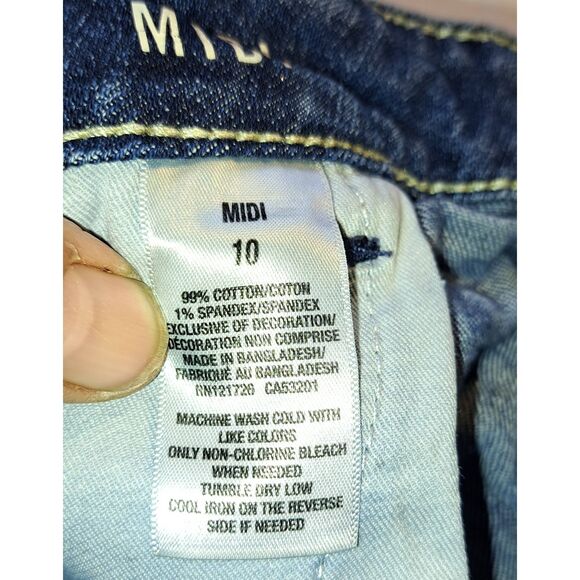 MIDI
MIDI
10
99% COTTON/COTON
1% SPANDEX/SPANDEX
EXCLUSIVE OF DECORATION/
DÉCORATION NON COMPRISE
MADE IN BANGLADESH/
FABRIQUÉ AU BANGLADESH
RN121726 CA53201
MACHINE WASH COLD WITH
LIKE COLORS
ONLY NON-CHLORINE BLEACH
WHEN NEEDED
TUMBLE DRY LOW
COOL IRON ON THE REVERSE
SIDE IF NEEDED